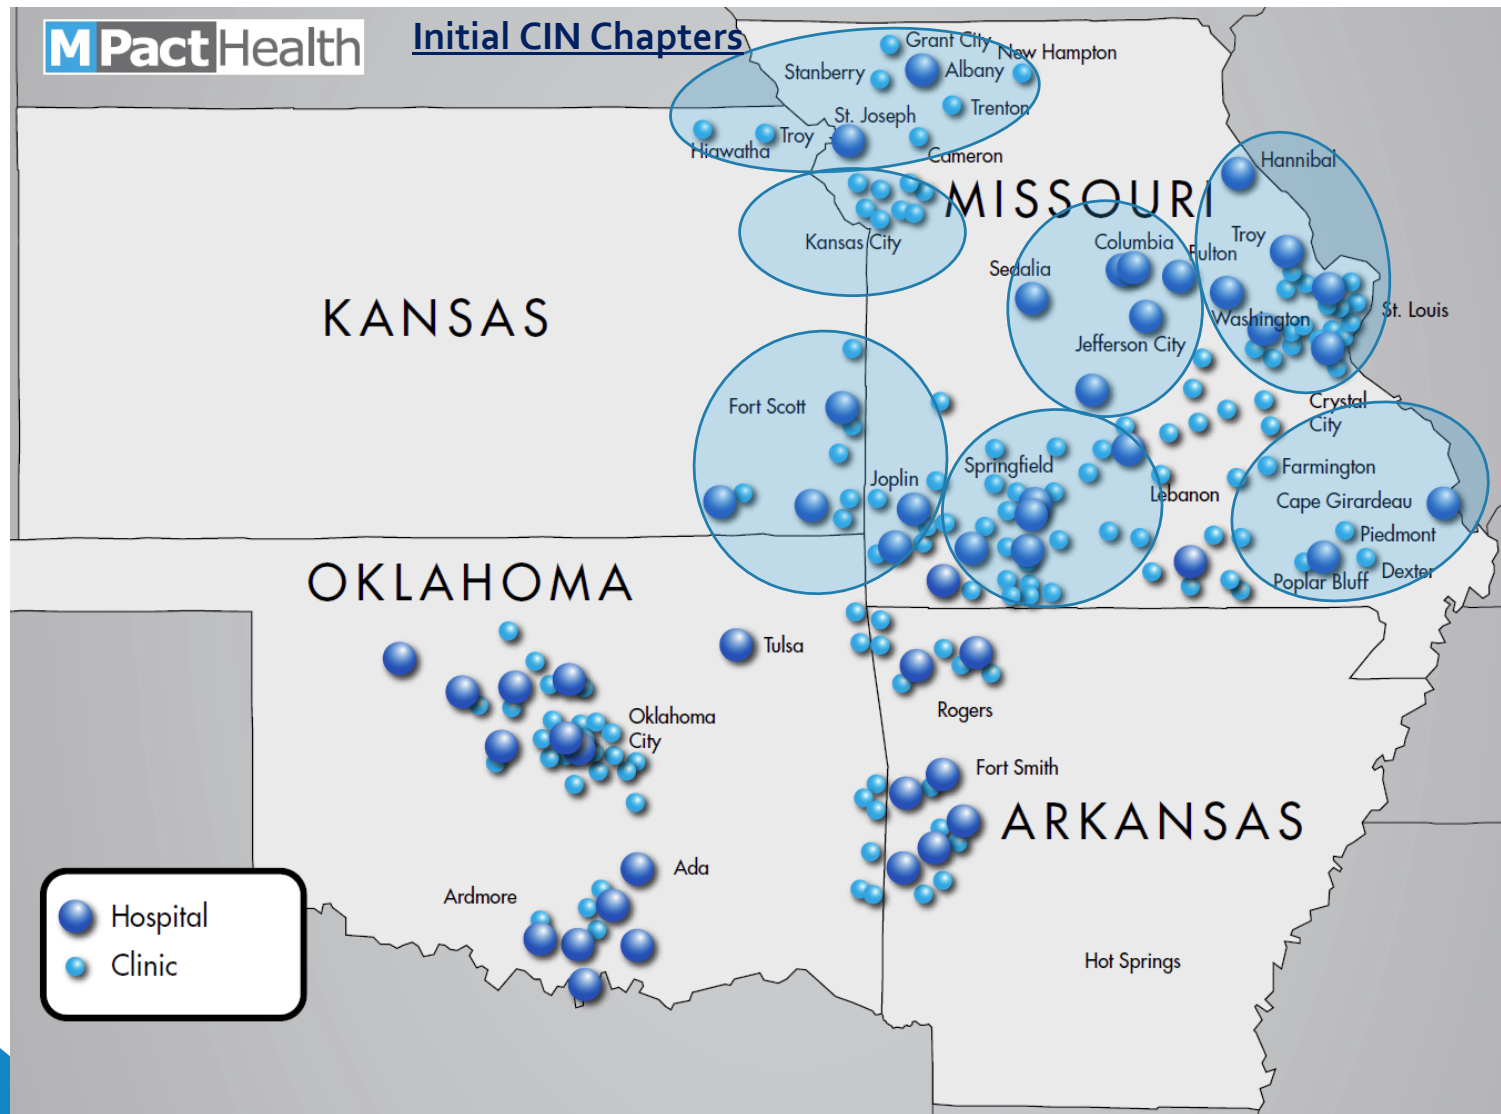 MPactHealth
Initial CIN Chapters
Grant City
New Hampton
Stanberry
Albany
Trenton
St. Joseph
Troy
Hiawatha
Cameron
MISSOURI
Hannibal
Kansas City
Columbia
Fulton
Troy
Sedalia
KANSAS
Washington
St. Louis
Jefferson City
Fort Scott
Crystal
City
Springfield
Joplin
Lebanon
Farmington
Cape Girardeau
Piedmont
Dexter
Poplar Bluff
OKLAHOMA
Tulsa
Rogers
Oklahoma
City
Fort Smith
ARKANSAS
Ada
Ardmore
Hospital
Clinic
Hot Springs